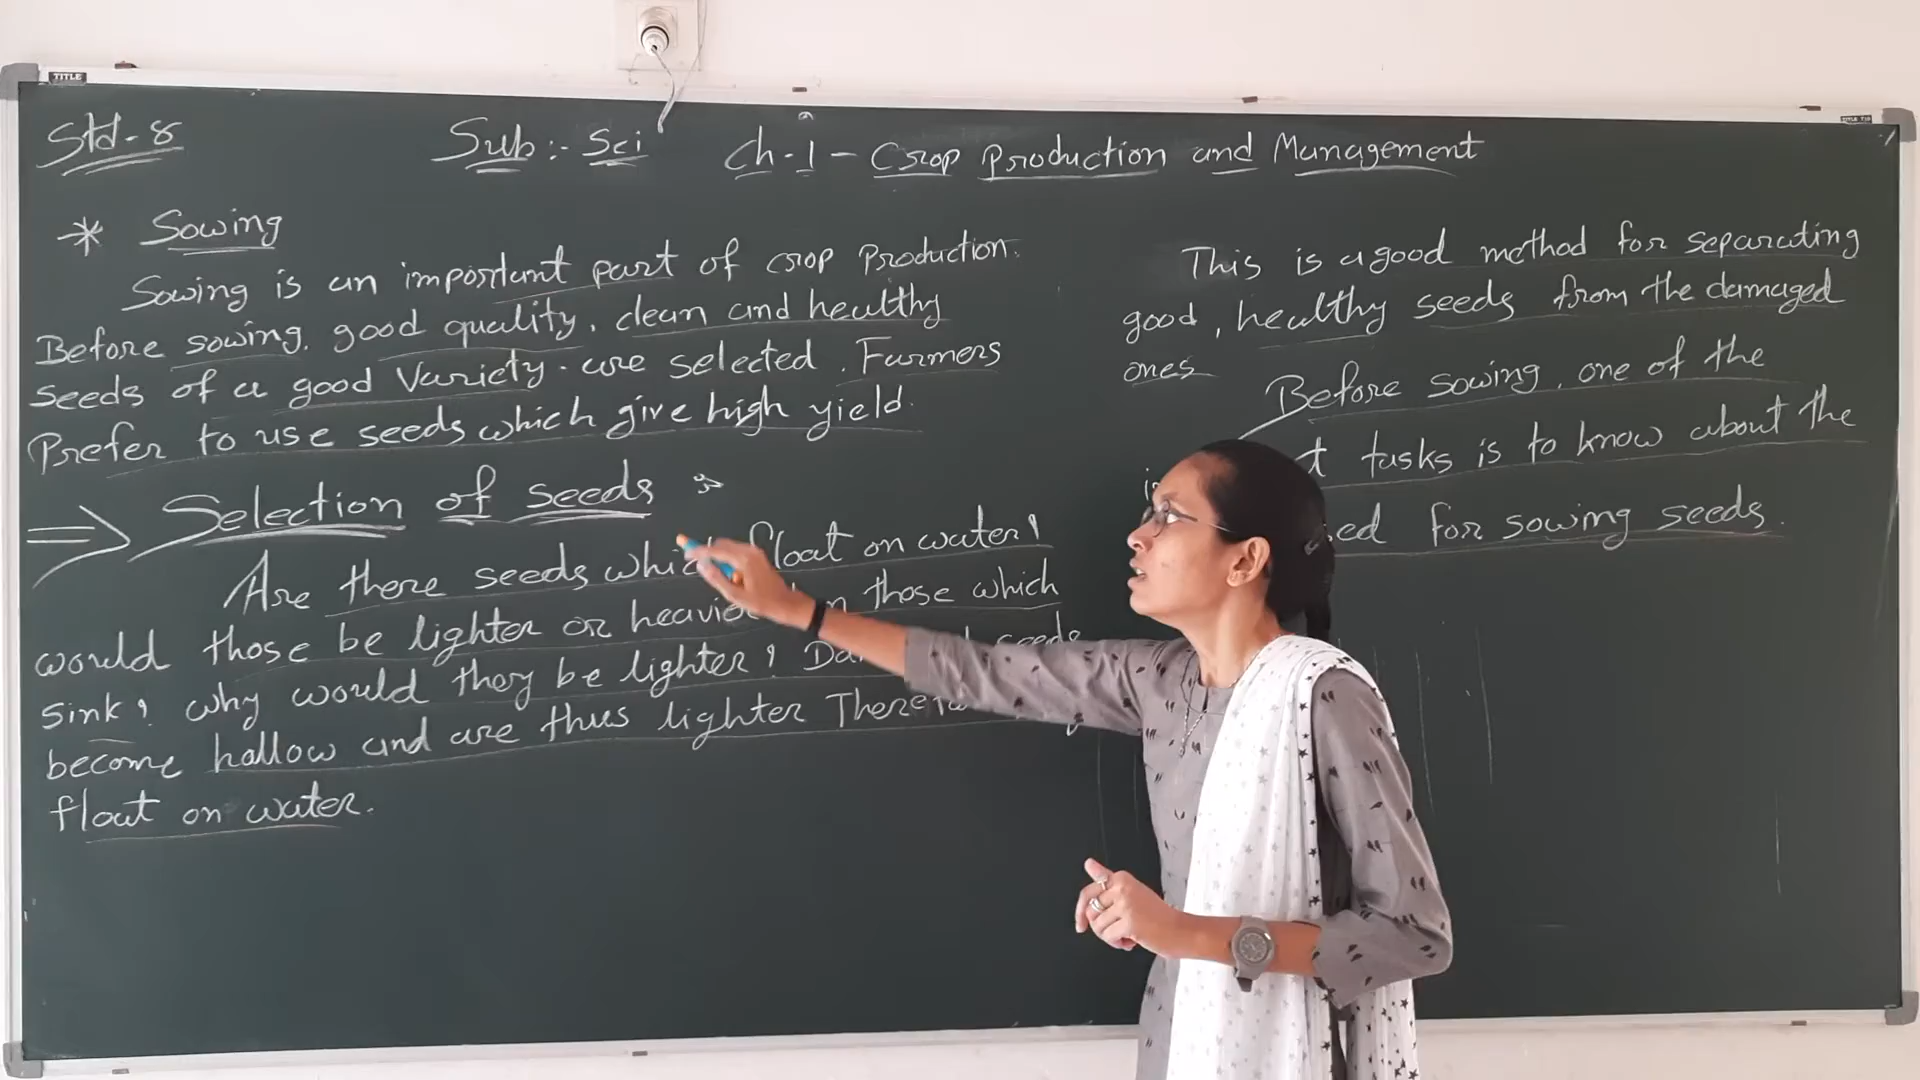 TITLE
Std-8 Sub:- Sci Ch-1 - Crop Production and Management
* Sowing
Sowing is an important part of crop Production.
Before sowing, good quality, clean and healthy
seeds of a good Variety. are selected. Farmers
Prefer to use seeds which give high yield.
⇒ Selection of seeds :-
Are there seeds which float on water?
would those be lighter or heavier those which
sink? why would they be lighter? seeds
become hallow and are thus lighter
float on water.
This is a good method for separating
good, healthy seeds from the damaged
ones
Before sowing, one of the
tasks is to know about the
for sowing seeds.